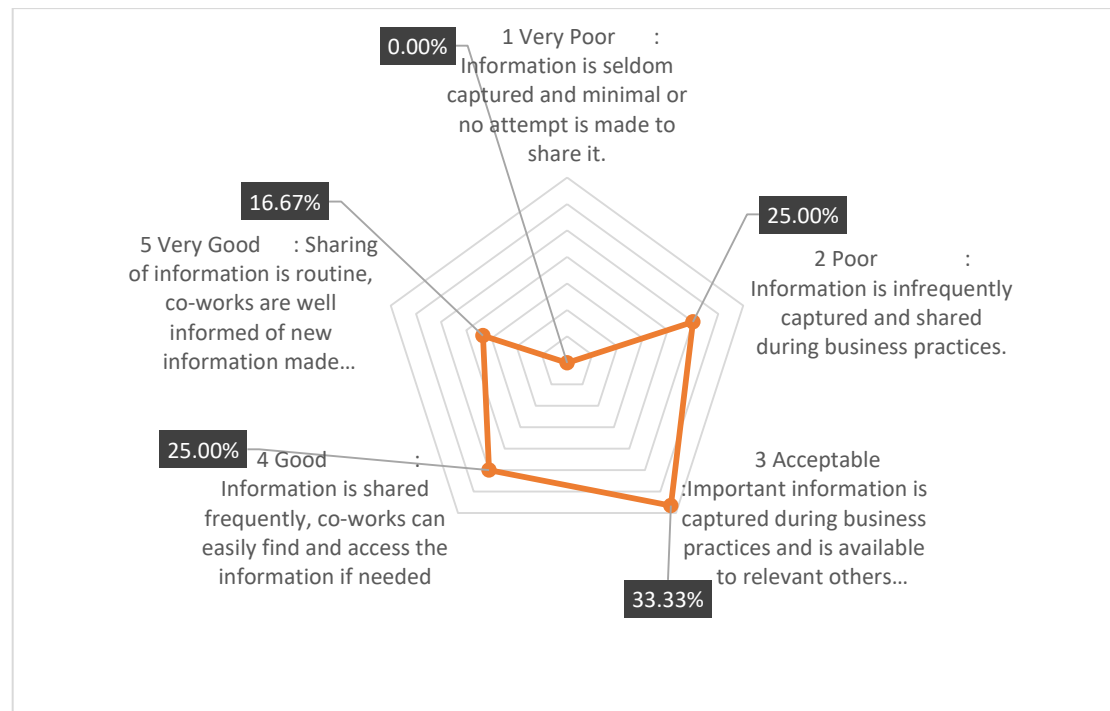 0.00%
1 Very Poor :
Information is seldom
captured and minimal or
no attempt is made to
share it.
25.00%
2 Poor :
Information is infrequently
captured and shared
during business practices.
3 Acceptable
:Important information is
captured during business
practices and is available
to relevant others...
33.33%
25.00%
4 Good :
Information is shared
frequently, co-works can
easily find and access the
information if needed
16.67%
5 Very Good : Sharing
of information is routine,
co-works are well
informed of new
information made...